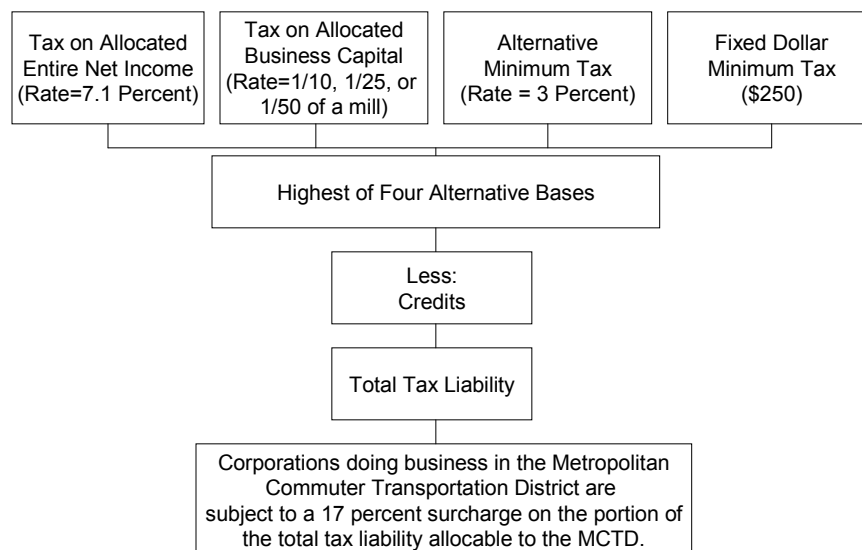 Tax on Allocated
Entire Net Income
(Rate=7.1 Percent)
Tax on Allocated
Business Capital
(Rate=1/10, 1/25, or
1/50 of a mill)
Alternative
Minimum Tax
(Rate = 3 Percent)
Fixed Dollar
Minimum Tax
($250)
Highest of Four Alternative Bases
Less:
Credits
Total Tax Liability
Corporations doing business in the Metropolitan
Commuter Transportation District are
subject to a 17 percent surcharge on the portion of
the total tax liability allocable to the MCTD.